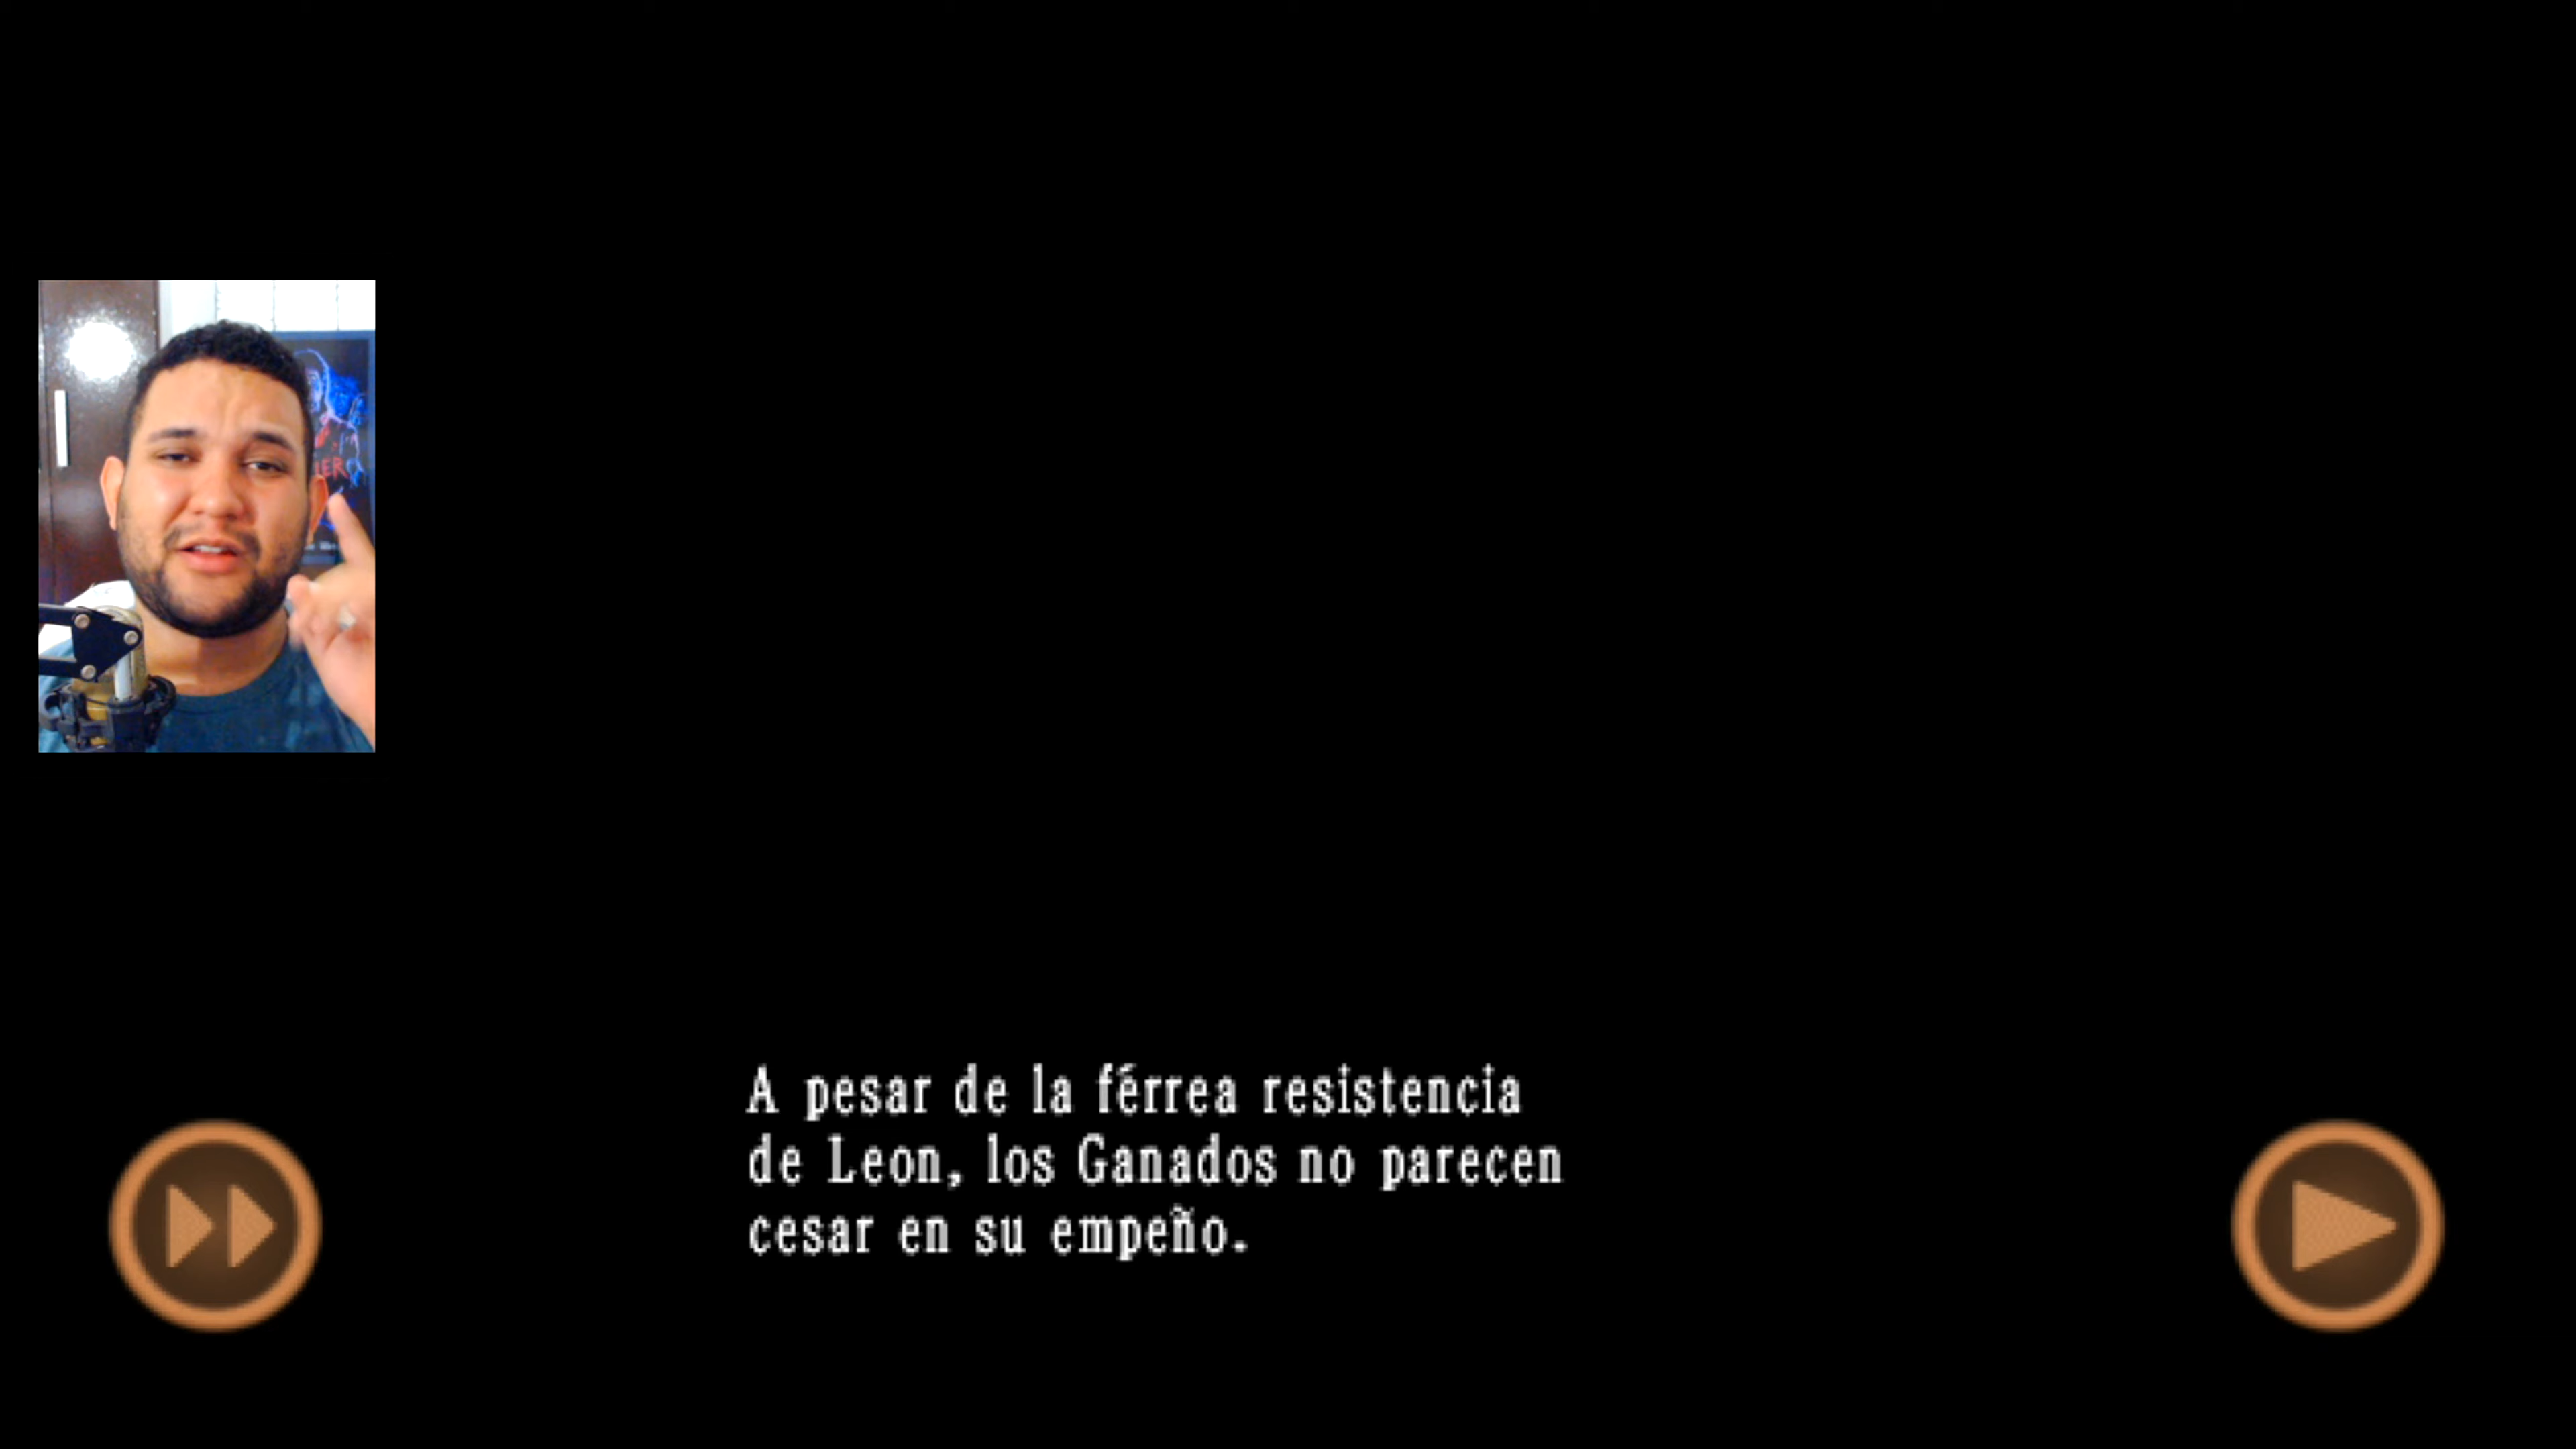 A pesar de la férrea resistencia
de Leon, los Ganados no parecen
cesar en su empeño.